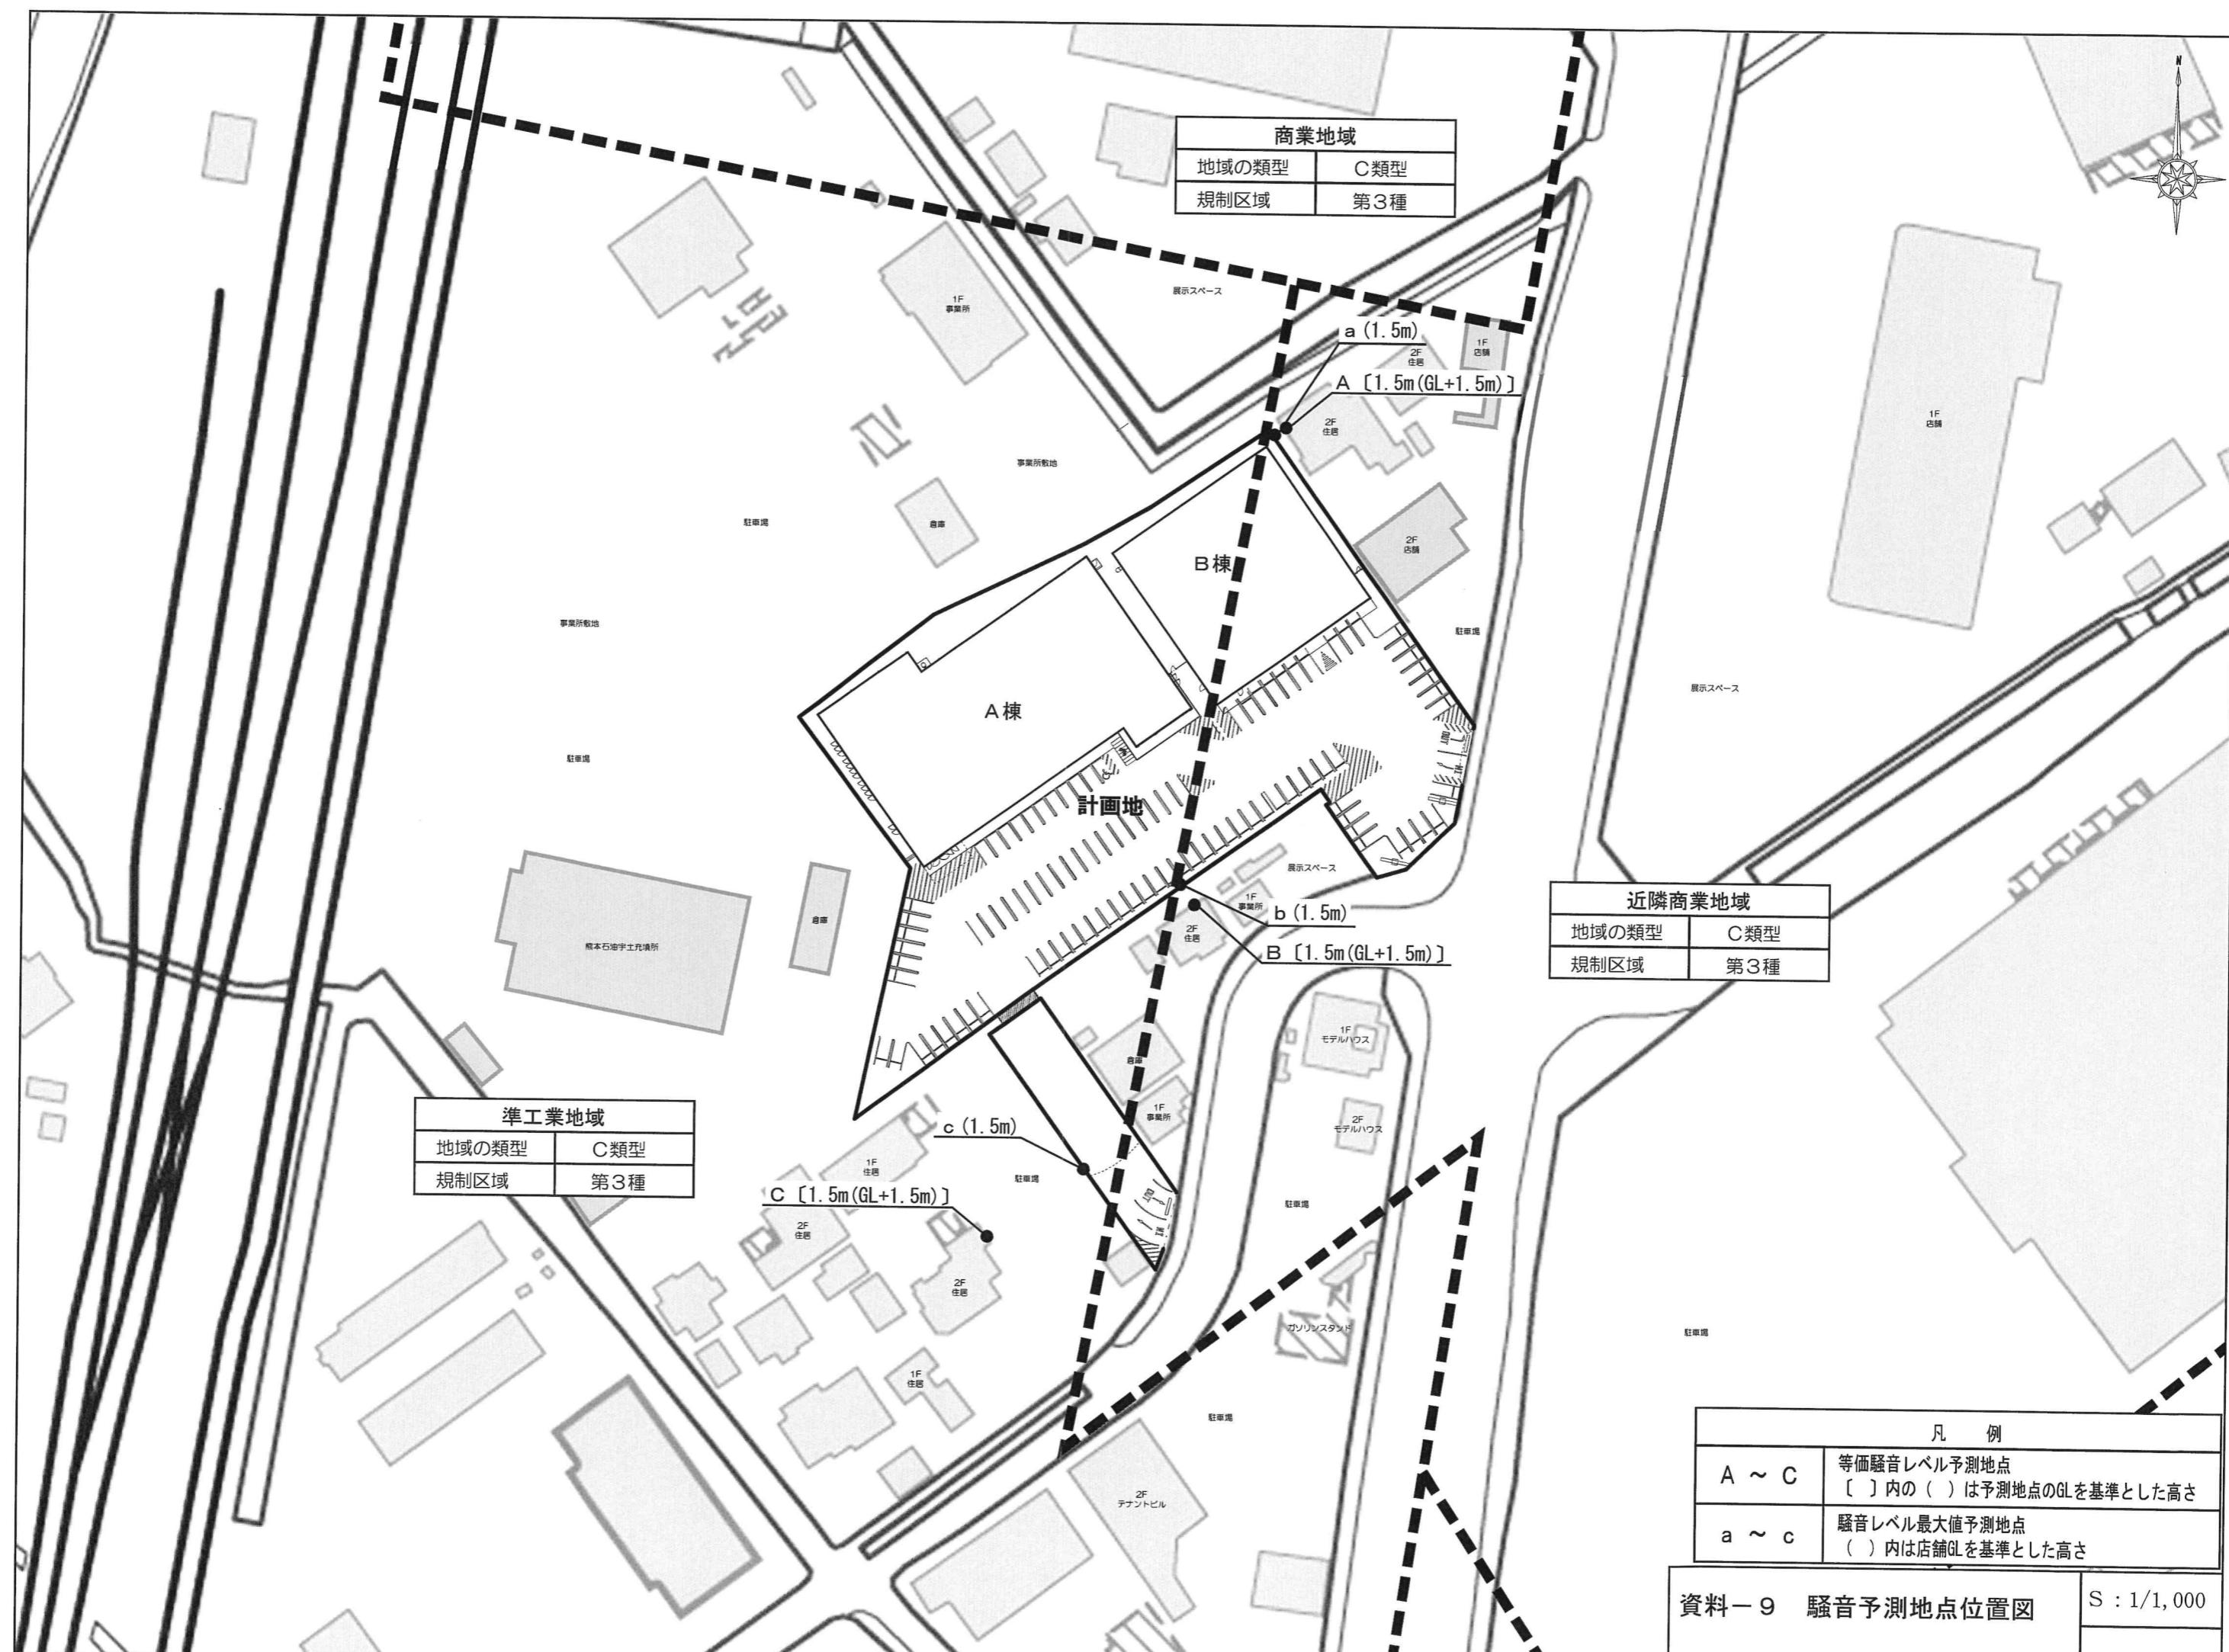 N
商業地域
地域の類型 C類型
規制区域 第3種
展示スペース
1F
事業所
a (1.5m)
2F
住居
1F
店舗
A 〔1.5m(GL+1.5m)〕
2F
住居
1F
店舗
事業所敷地
駐車場
倉庫
B棟
2F
店舗
事業所敷地
駐車場
展示スペース
A棟
OUT
IN
駐車場
計画地
展示スペース
1F
事業所
倉庫
熊本石油宇土充填所
b (1.5m)
2F
住居
B 〔1.5m(GL+1.5m)〕
近隣商業地域
地域の類型 C類型
規制区域 第3種
1F
モデルハウス
倉庫
1F
事業所
2F
モデルハウス
準工業地域
地域の類型 C類型
規制区域 第3種
c (1.5m)
1F
住居
駐車場
C 〔1.5m(GL+1.5m)〕
OUT
IN
駐車場
2F
住居
2F
住居
ガソリンスタンド
駐車場
1F
住居
駐車場
2F
テナントビル
凡 例
A ~ C 等価騒音レベル予測地点
〔 〕内の( )は予測地点のGLを基準とした高さ
a ~ c 騒音レベル最大値予測地点
( )内は店舗GLを基準とした高さ
資料-9 騒音予測地点位置図
S:1/1,000